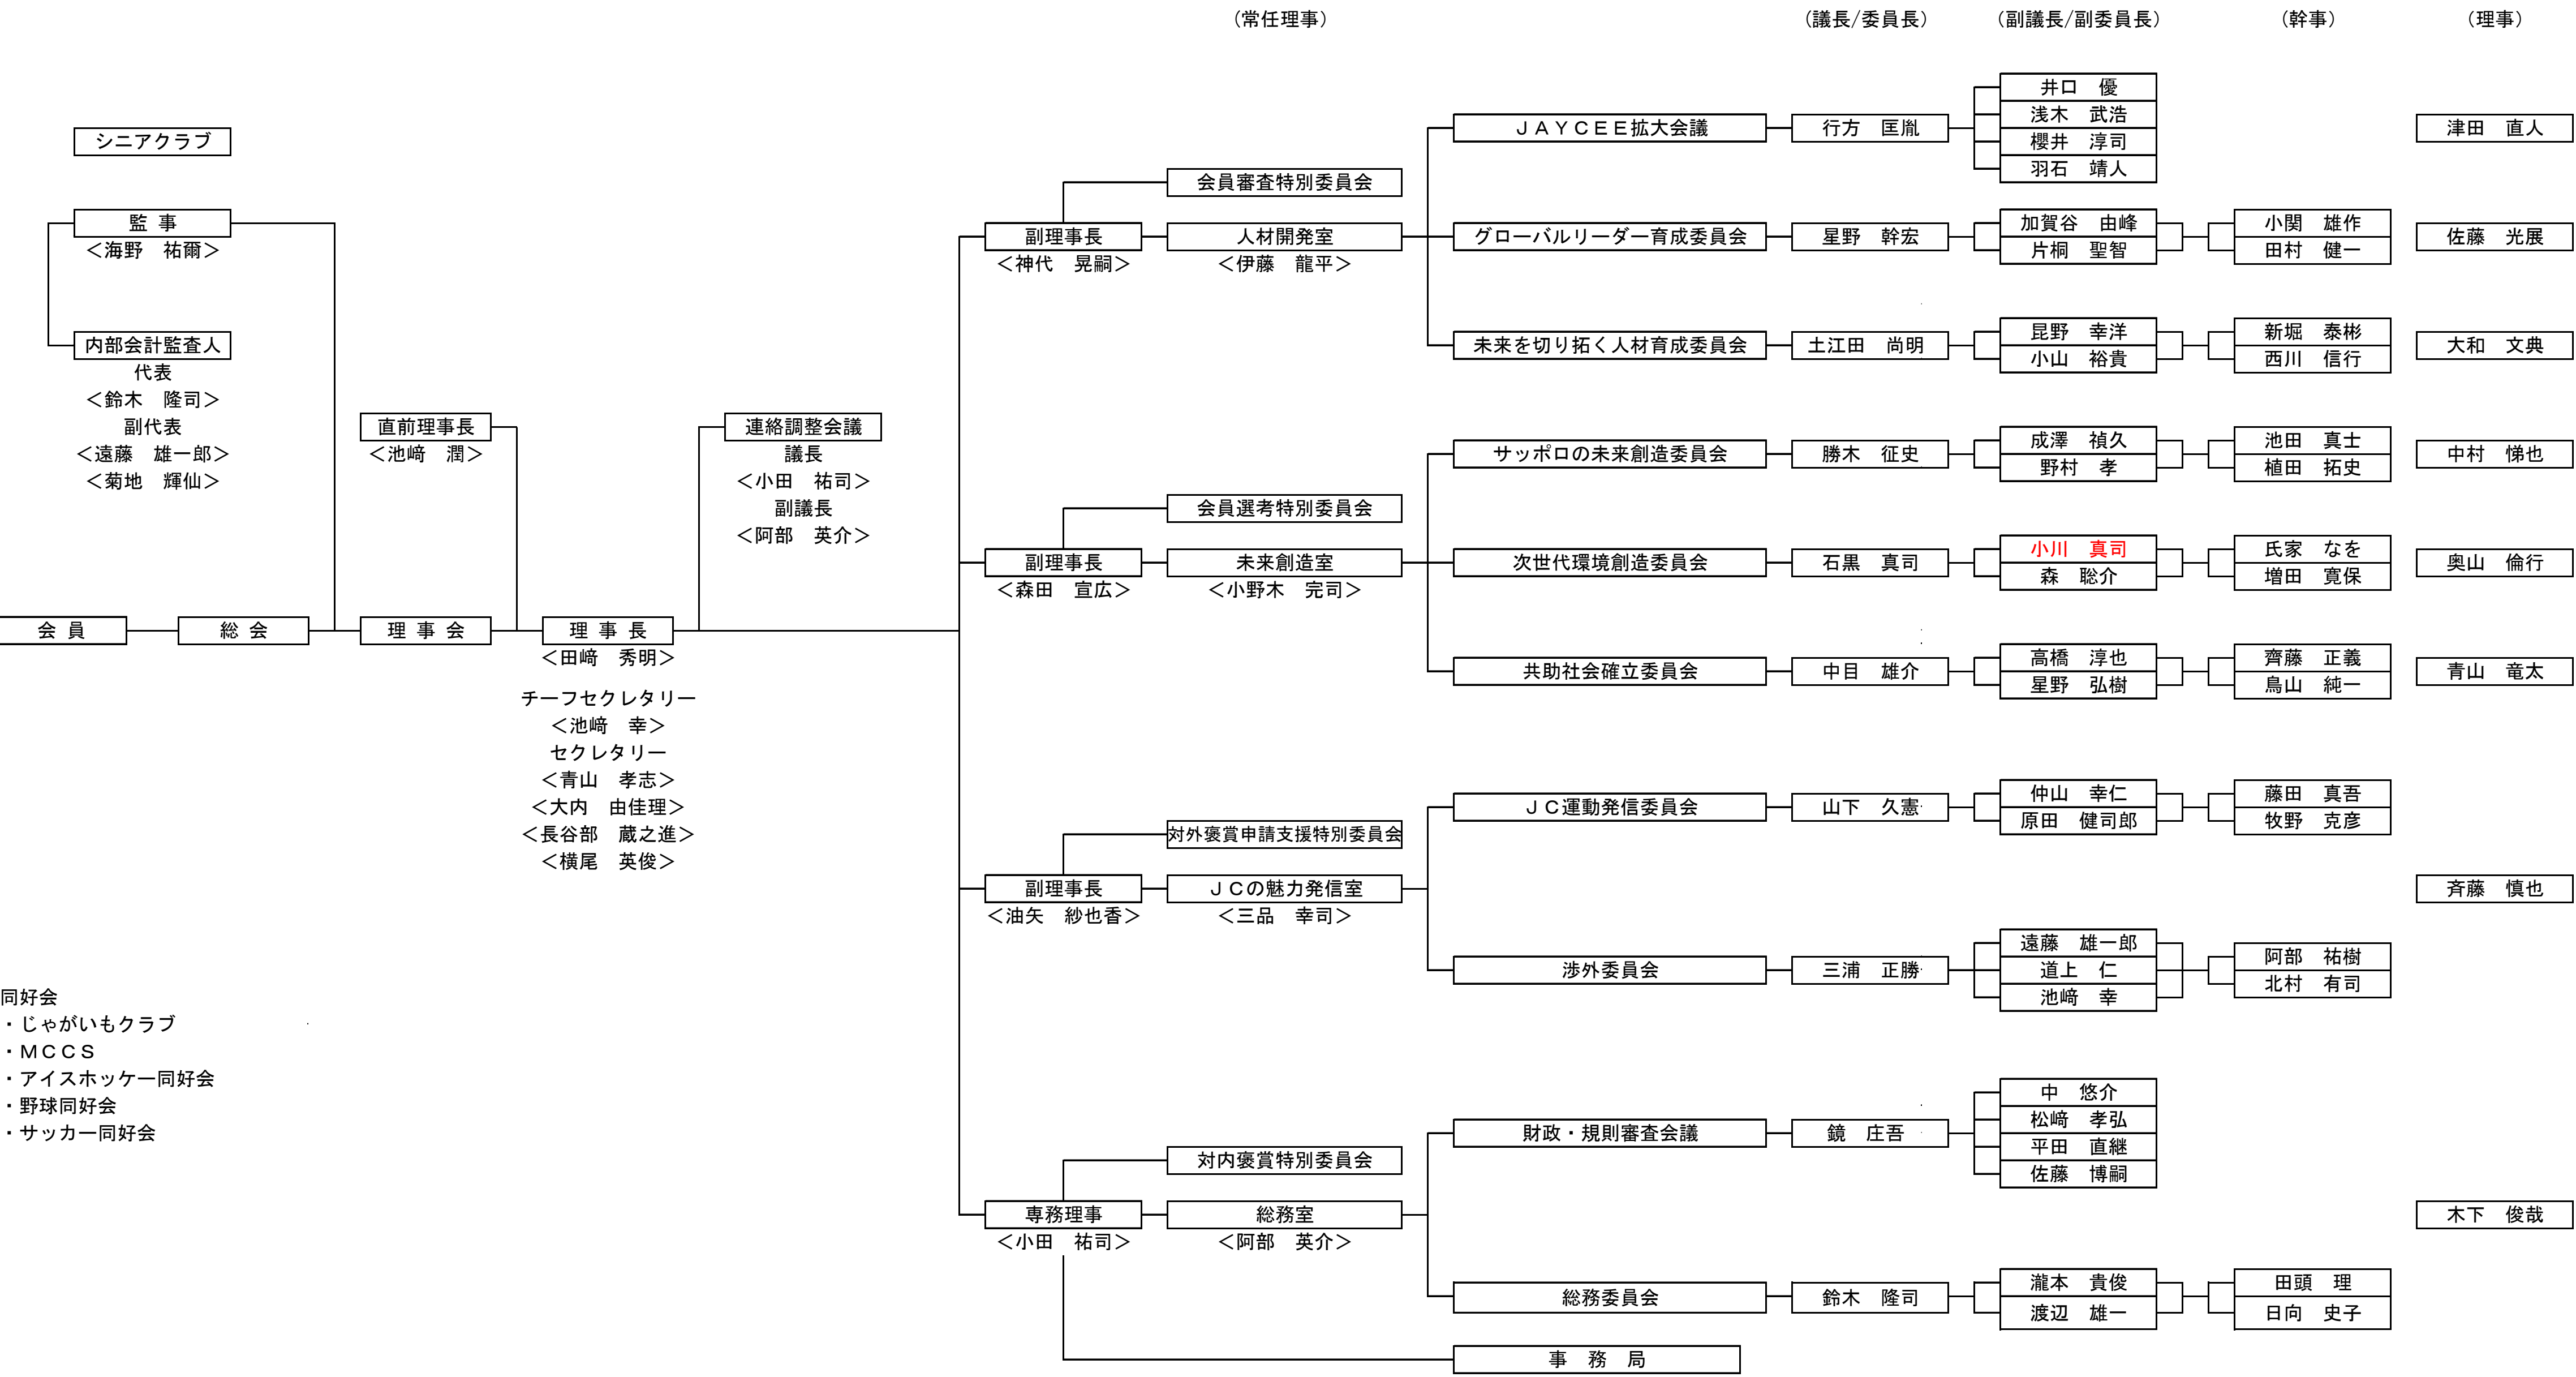 （常任理事）
（議長/委員長）
（副議長/副委員長）
（幹事）
（理事）
シニアクラブ
監 事
＜海野　祐爾＞
内部会計監査人
代表
＜鈴木　隆司＞
副代表
＜遠藤　雄一郎＞
＜菊地　輝仙＞
会 員
総 会
直前理事長
＜池﨑　潤＞
理 事 会
理 事 長
＜田﨑　秀明＞
チーフセクレタリー
＜池﨑　幸＞
セクレタリー
＜青山　孝志＞
＜大内　由佳理＞
＜長谷部　蔵之進＞
＜横尾　英俊＞
連絡調整会議
議長
＜小田　祐司＞
副議長
＜阿部　英介＞
副理事長
＜神代　晃嗣＞
会員審査特別委員会
人材開発室
＜伊藤　龍平＞
ＪＡＹＣＥＥ拡大会議
行方　匡胤
井口　優
浅木　武浩
櫻井　淳司
羽石　靖人
津田　直人
グローバルリーダー育成委員会
星野　幹宏
加賀谷　由峰
片桐　聖智
小関　雄作
田村　健一
佐藤　光展
未来を切り拓く人材育成委員会
土江田　尚明
昆野　幸洋
小山　裕貴
新堀　泰彬
西川　信行
大和　文典
副理事長
＜森田　宣広＞
会員選考特別委員会
未来創造室
＜小野木　完司＞
サッポロの未来創造委員会
勝木　征史
成澤　禎久
野村　孝
池田　真士
植田　拓史
中村　悌也
次世代環境創造委員会
石黒　真司
小川　真司
森　聡介
氏家　なを
増田　寛保
奥山　倫行
共助社会確立委員会
中目　雄介
高橋　淳也
星野　弘樹
齊藤　正義
鳥山　純一
青山　竜太
副理事長
＜油矢　紗也香＞
対外褒賞申請支援特別委員会
ＪＣの魅力発信室
＜三品　幸司＞
ＪＣ運動発信委員会
山下　久憲
仲山　幸仁
原田　健司郎
藤田　真吾
牧野　克彦
斉藤　慎也
渉外委員会
三浦　正勝
遠藤　雄一郎
道上　仁
池﨑　幸
阿部　祐樹
北村　有司
専務理事
＜小田　祐司＞
対内褒賞特別委員会
総務室
＜阿部　英介＞
財政・規則審査会議
鏡　庄吾
中　悠介
松﨑　孝弘
平田　直継
佐藤　博嗣
木下　俊哉
総務委員会
鈴木　隆司
瀧本　貴俊
渡辺　雄一
田頭　理
日向　史子
事　務　局
同好会
・じゃがいもクラブ
・ＭＣＣＳ
・アイスホッケー同好会
・野球同好会
・サッカー同好会